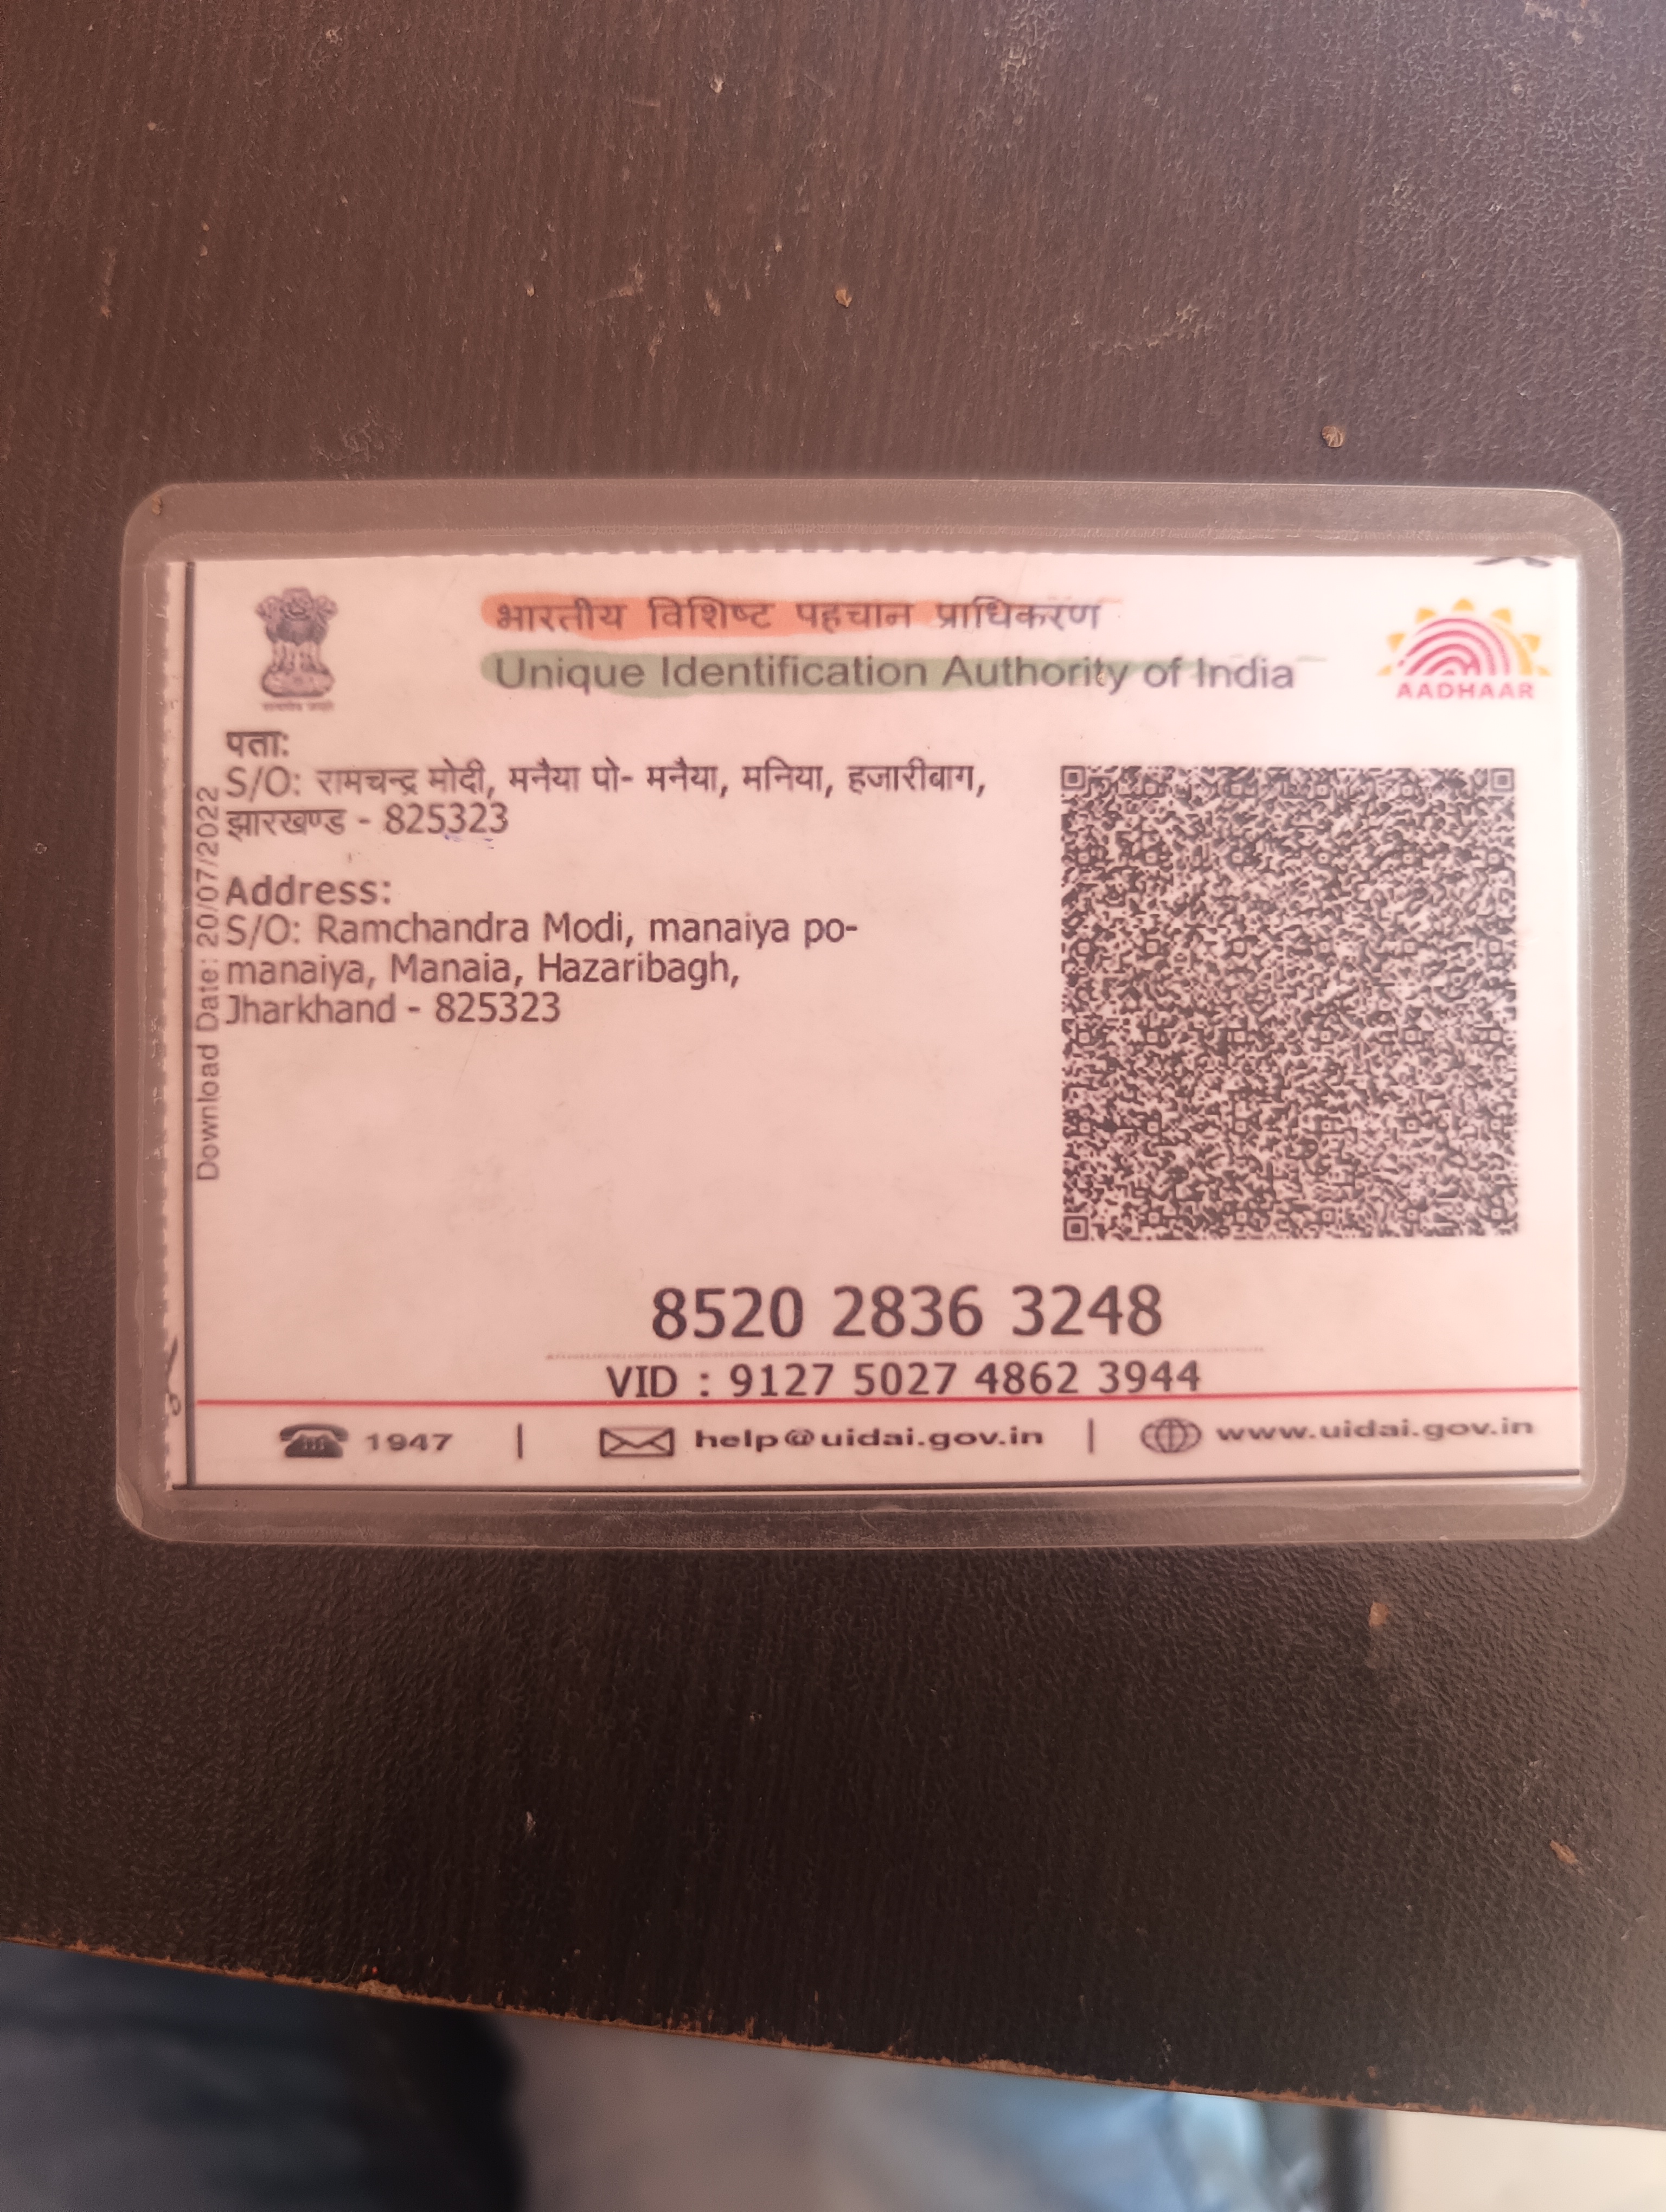 भारतीय विशिष्ट पहचान प्राधिकरण
Unique Identification Authority of India
AADHAAR
पता:
S/O: रामचन्द्र मोदी, मनैया पो- मनैया, मनिया, हजारीबाग,
झारखण्ड - 825323
Address:
S/O: Ramchandra Modi, manaiya po-
manaiya, Manaia, Hazaribagh,
Jharkhand - 825323
Download Date: 20/07/2022
8520 2836 3248
VID : 9127 5027 4862 3944
1947 | help@uidai.gov.in | www.uidai.gov.in